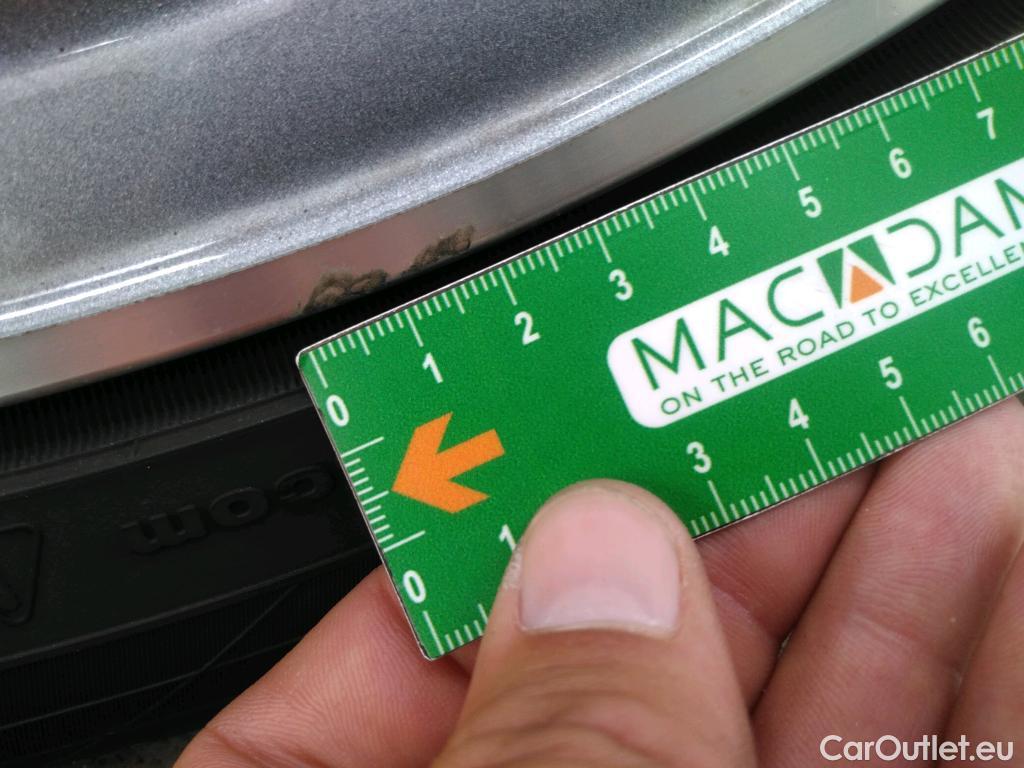 0 1 2 3 4 5 6 7
MACADAM
ON THE ROAD TO EXCELLEN
0 1 3 4 5 6
com
CarOutlet.eu